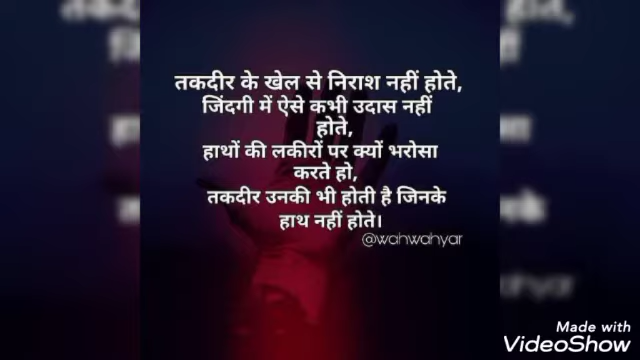 तकदीर के खेल से निराश नहीं होते,
जिंदगी में ऐसे कभी उदास नहीं
होते,
हाथों की लकीरों पर क्यों भरोसा
करते हो,
तकदीर उनकी भी होती है जिनके
हाथ नहीं होते।
@wahwahyar
Made with
VideoShow